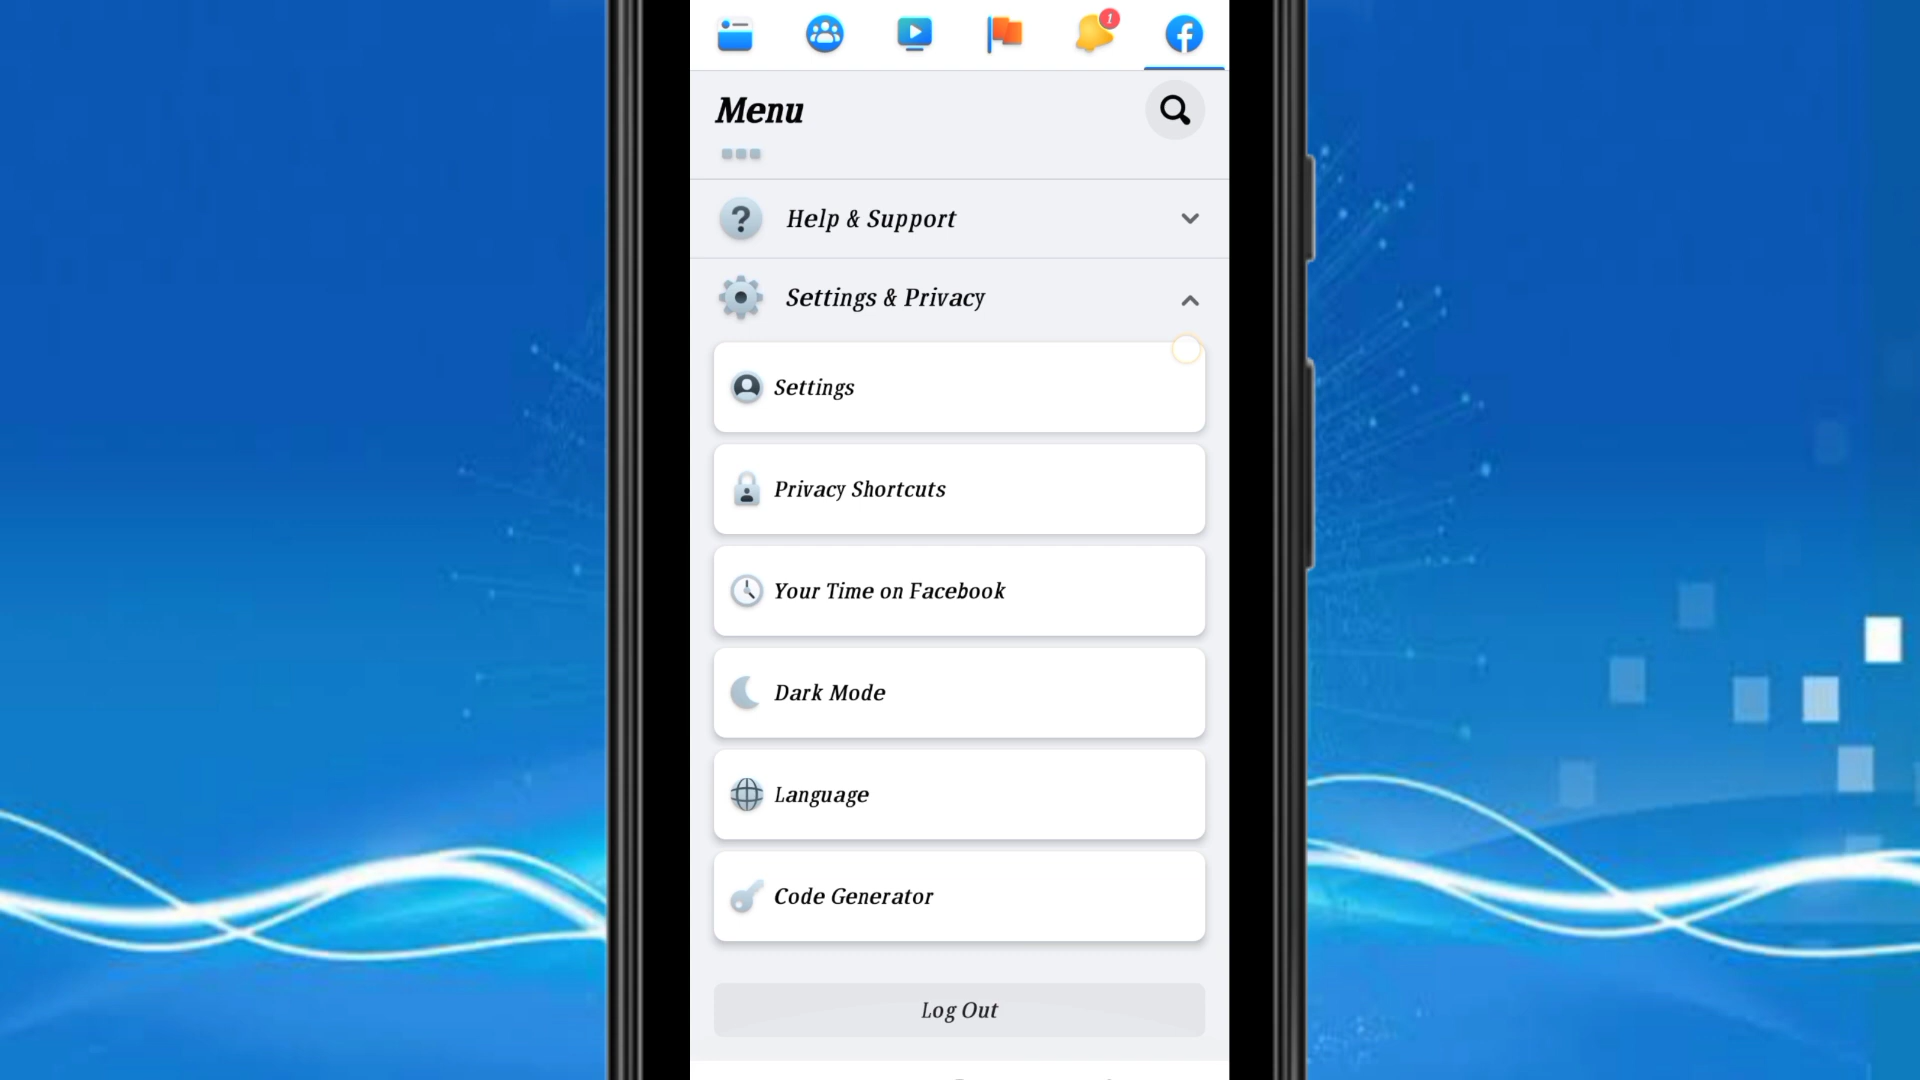 1
Menu
Help & Support
Settings & Privacy
Settings
Privacy Shortcuts
Your Time on Facebook
Dark Mode
Language
Code Generator
Log Out